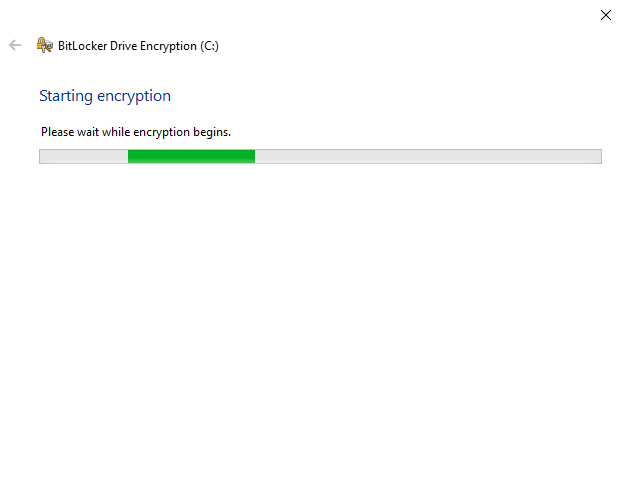 BitLocker Drive Encryption (C:)
Starting encryption
Please wait while encryption begins.